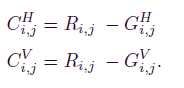 C^H_{i,j} = R_{i,j} − G^H_{i,j}
C^V_{i,j} = R_{i,j} − G^V_{i,j}.